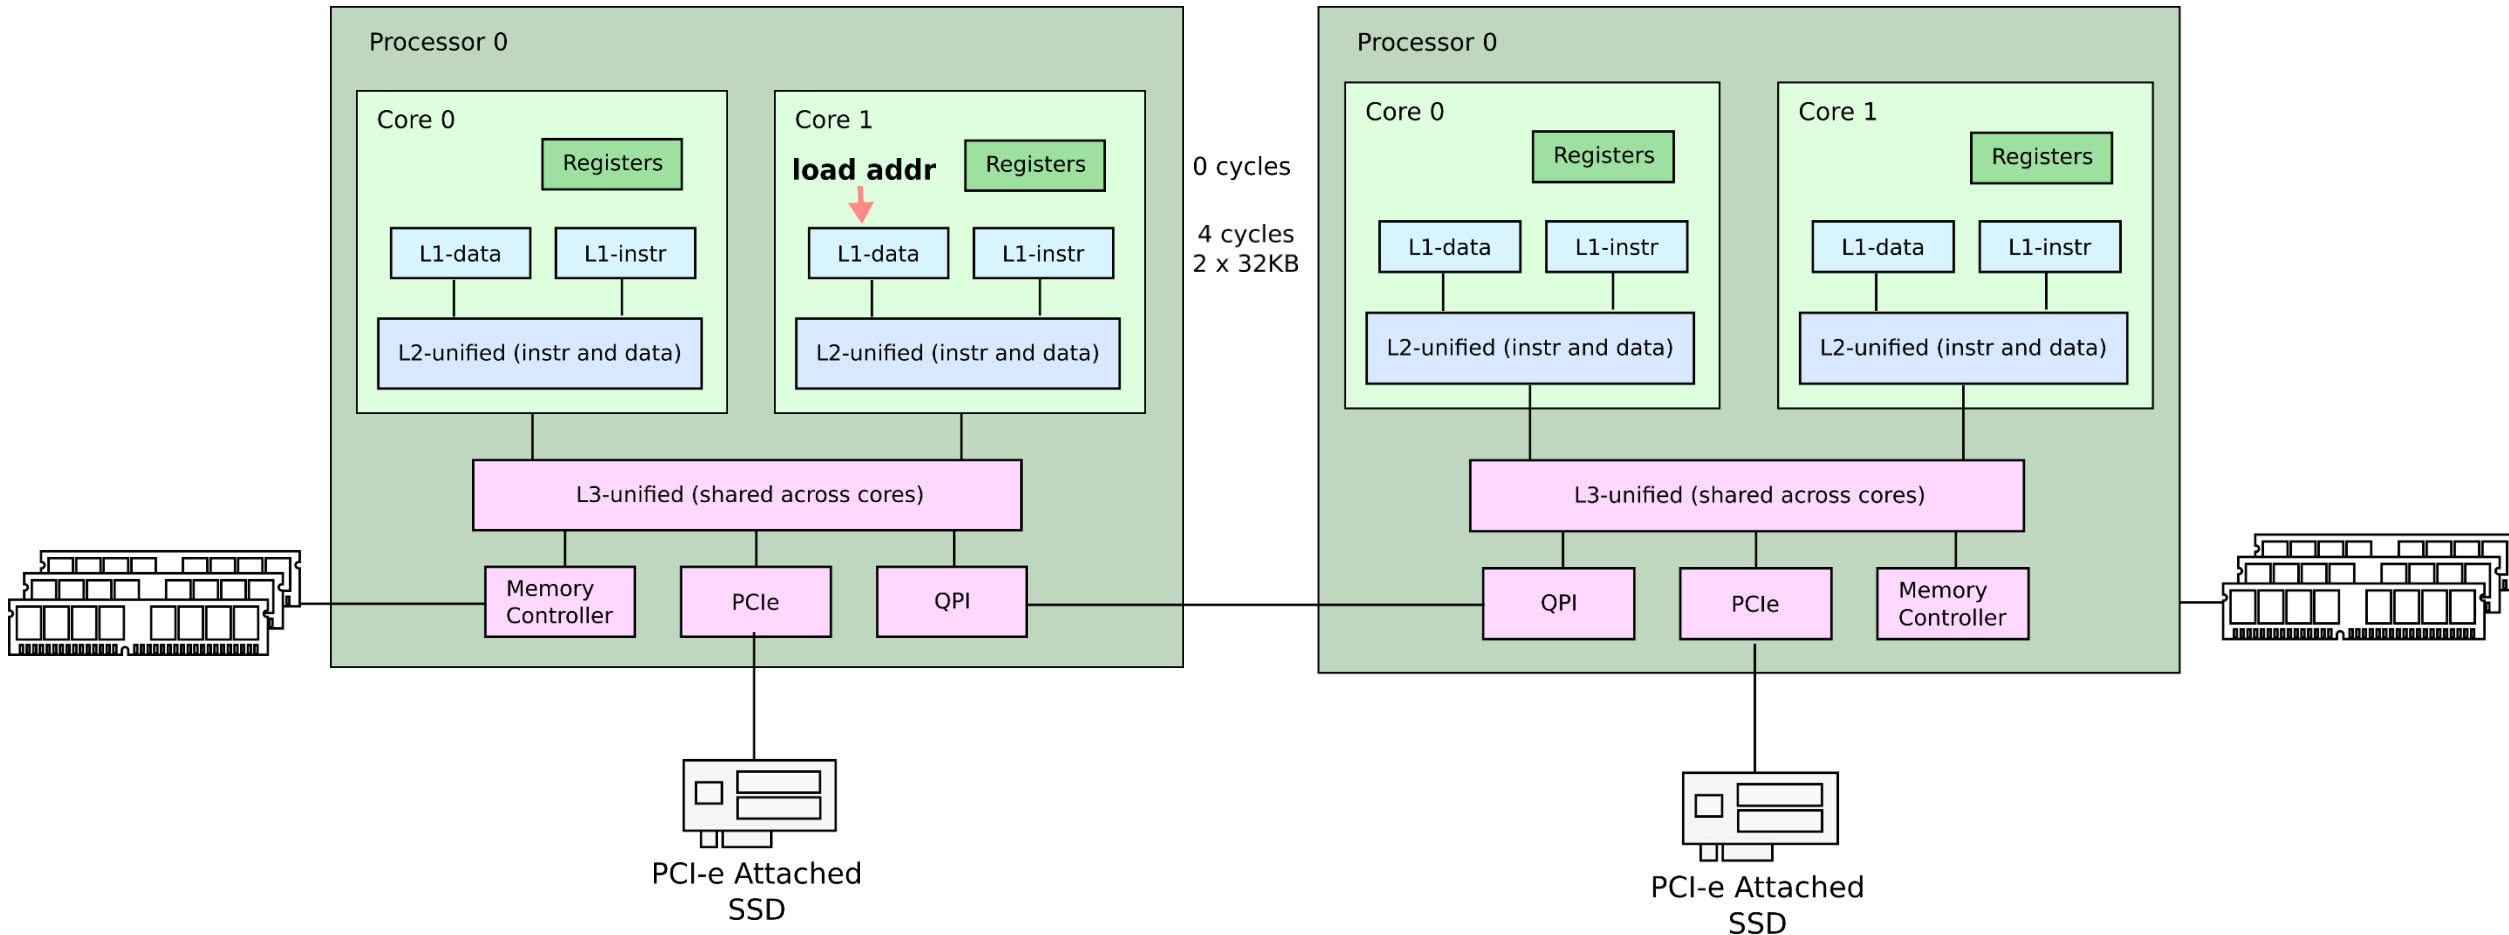 Processor 0
Core 0
Registers
L1-data
L1-instr
L2-unified (instr and data)
Core 1
load addr
Registers
L1-data
L1-instr
L2-unified (instr and data)
L3-unified (shared across cores)
Memory
Controller
PCIe
QPI
PCI-e Attached
SSD
0 cycles
4 cycles
2 x 32KB
Processor 0
Core 0
Registers
L1-data
L1-instr
L2-unified (instr and data)
Core 1
Registers
L1-data
L1-instr
L2-unified (instr and data)
L3-unified (shared across cores)
QPI
PCIe
Memory
Controller
PCI-e Attached
SSD